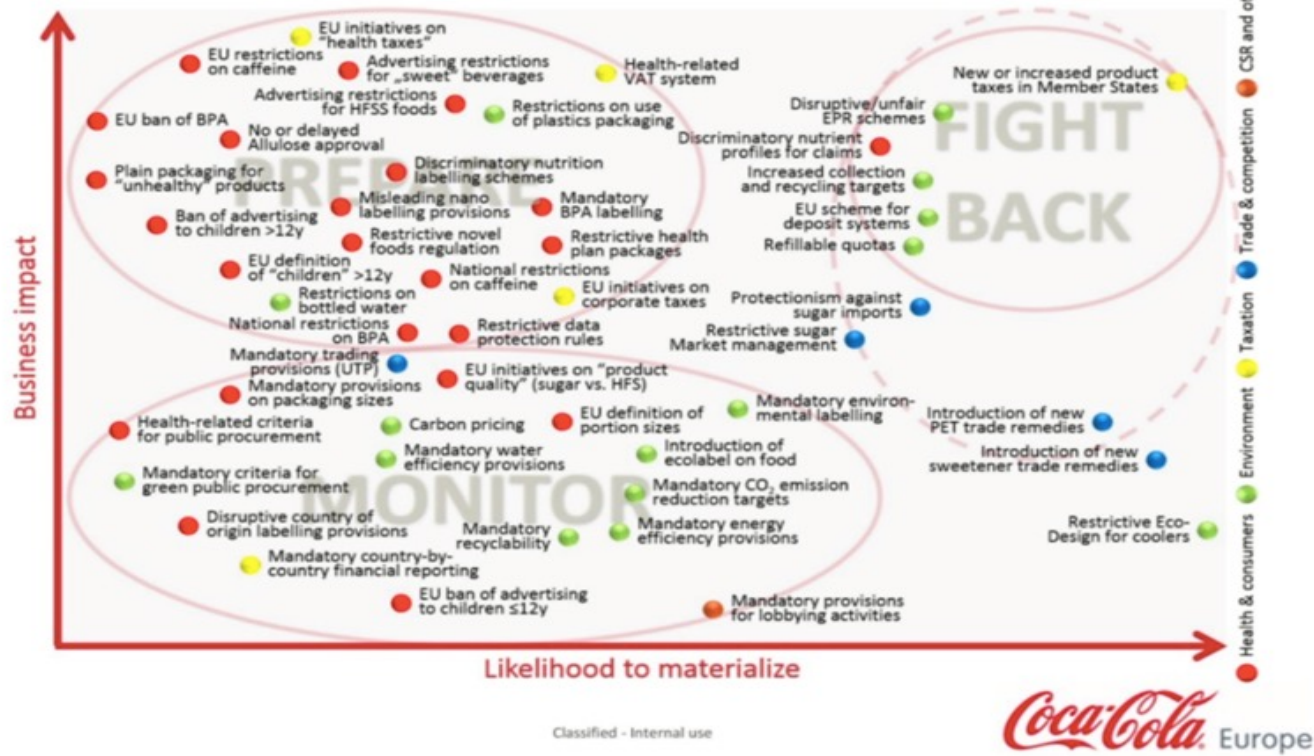 EU initiatives on
"health taxes"
EU restrictions
on caffeine
Advertising restrictions
for „sweet" beverages
Health-related
VAT system
New or increased product
taxes in Member States
Advertising restrictions
for HFSS foods
Restrictions on use
of plastics packaging
Disruptive/unfair
EPR schemes
EU ban of BPA
No or delayed
Allulose approval
Discriminatory nutrient
profiles for claims
FIGHT
BACK
PREPARE
Plain packaging for
"unhealthy" products
Discriminatory nutrition
labelling schemes
Increased collection
and recycling targets
Misleading nano
labelling provisions
Mandatory
BPA labelling
EU scheme for
deposit systems
Ban of advertising
to children >12y
Restrictive novel
foods regulation
Restrictive health
plan packages
Refillable quotas
EU definition
of "children" >12y
National restrictions
on caffeine
Restrictions on
bottled water
EU initiatives on
corporate taxes
Protectionism against
sugar imports
National restrictions
on BPA
Restrictive data
protection rules
Restrictive sugar
Market management
Mandatory trading
provisions (UTP)
EU initiatives on "product
quality" (sugar vs. HFS)
Mandatory provisions
on packaging sizes
Mandatory environ-
mental labelling
Health-related criteria
for public procurement
Carbon pricing
EU definition of
portion sizes
Introduction of new
PET trade remedies
Mandatory water
efficiency provisions
Introduction of
ecolabel on food
Introduction of new
sweetener trade remedies
Mandatory criteria for
green public procurement
MONITOR
Mandatory CO₂ emission
reduction targets
Disruptive country of
origin labelling provisions
Mandatory
recyclability
Mandatory energy
efficiency provisions
Restrictive Eco-
Design for coolers
Mandatory country-by-
country financial reporting
EU ban of advertising
to children ≤12y
Mandatory provisions
for lobbying activities
Business impact
Likelihood to materialize
Health & consumers
Environment
Taxation
Trade & competition
CSR and
Classified - Internal use
Coca-Cola Europe